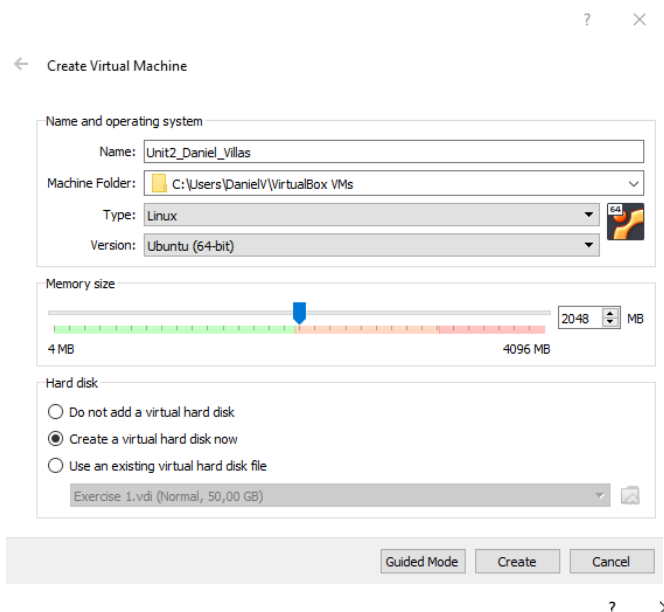 ?
Create Virtual Machine
Name and operating system
Name: Unit2_Daniel_Villas
Machine Folder: C:\Users\DanielV\VirtualBox VMs
Type: Linux
64
Version: Ubuntu (64-bit)
Memory size
2048 MB
4 MB 4096 MB
Hard disk
Do not add a virtual hard disk
Create a virtual hard disk now
Use an existing virtual hard disk file
Exercise 1.vdi (Normal, 50,00 GB)
Guided Mode Create Cancel
?